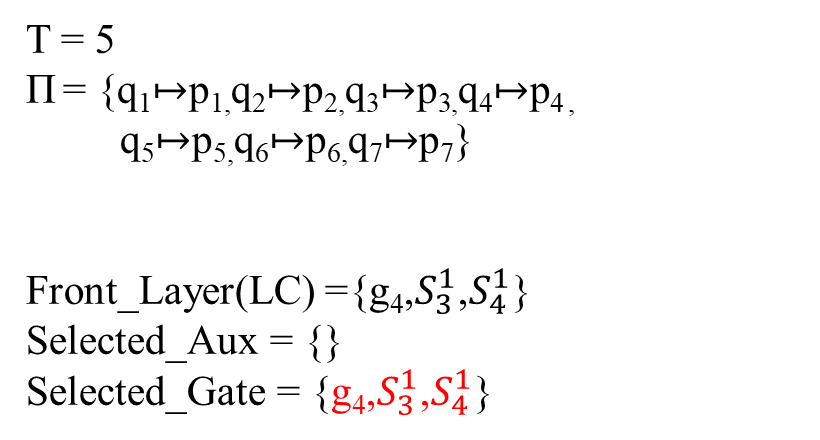 T = 5
Π = {q₁↦p₁,q₂↦p₂,q₃↦p₃,q₄↦p₄,
q₅↦p₅,q₆↦p₆,q₇↦p₇}
Front_Layer(LC) ={g₄,S₃¹,S₄¹}
Selected_Aux = {}
Selected_Gate = {g₄,S₃¹,S₄¹}